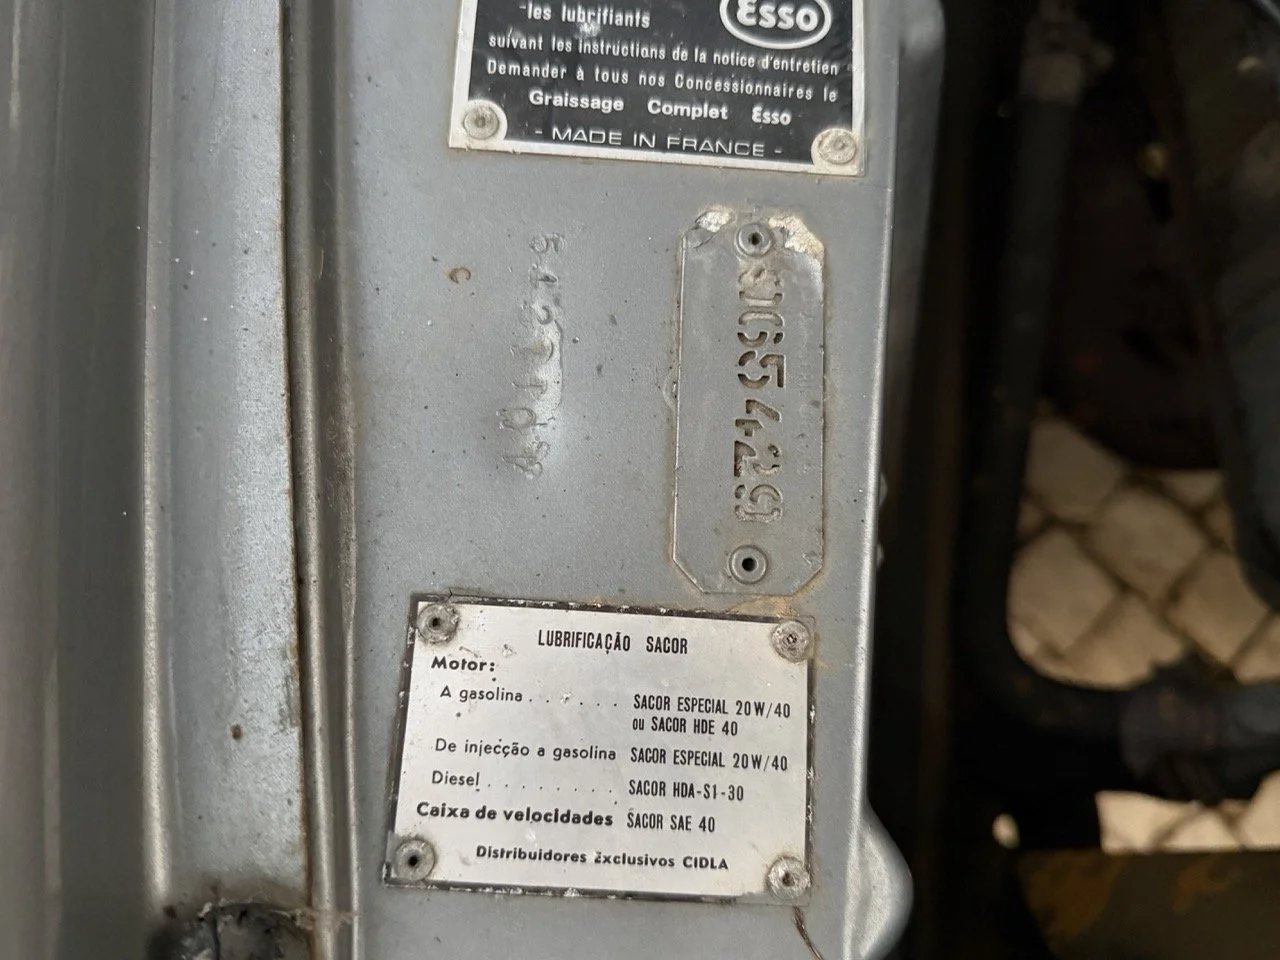 -les lubrifiants
Esso
suivant les instructions de la notice d'entretien
Demander à tous nos Concessionnaires le
Graissage Complet Esso
- MADE IN FRANCE -
LUBRIFICAÇÃO SACOR
Motor:
A gasolina . . . . . . SACOR ESPECIAL 20W/40
ou SACOR HDE 40
De injecção a gasolina SACOR ESPECIAL 20W/40
Diesel . . . . . . . . . SACOR HDA-S1-30
Caixa de velocidades SACOR SAE 40
Distribuidores Exclusivos CIDLA